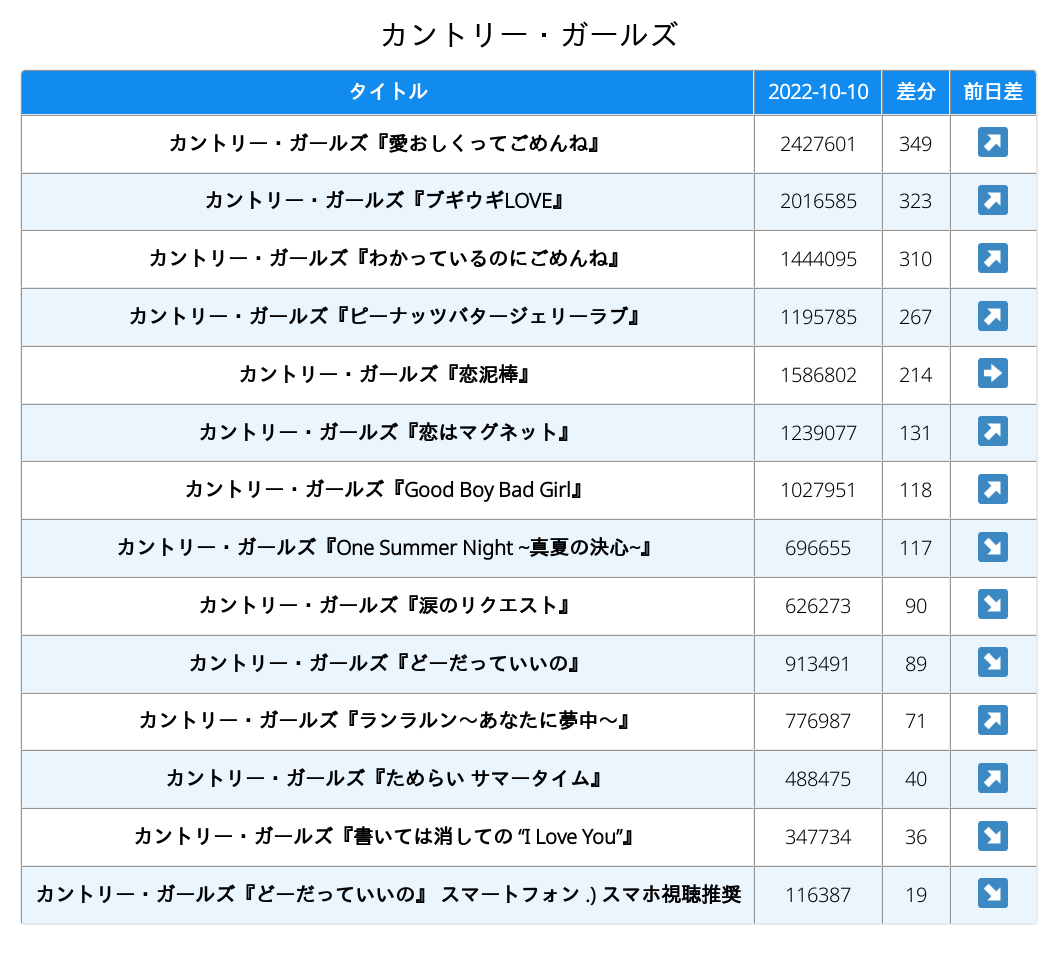 カントリー・ガールズ
タイトル 2022-10-10 差分 前日差
カントリー・ガールズ『愛おしくってごめんね』 2427601 349 ↗
カントリー・ガールズ『ブギウギLOVE』 2016585 323 ↗
カントリー・ガールズ『わかっているのにごめんね』 1444095 310 ↗
カントリー・ガールズ『ピーナッツバタージェリーラブ』 1195785 267 ↗
カントリー・ガールズ『恋泥棒』 1586802 214 ➡
カントリー・ガールズ『恋はマグネット』 1239077 131 ↗
カントリー・ガールズ『Good Boy Bad Girl』 1027951 118 ↗
カントリー・ガールズ『One Summer Night ~真夏の決心~』 696655 117 ↘
カントリー・ガールズ『涙のリクエスト』 626273 90 ↘
カントリー・ガールズ『どーだっていいの』 913491 89 ↘
カントリー・ガールズ『ランラルン～あなたに夢中～』 776987 71 ↗
カントリー・ガールズ『ためらい サマータイム』 488475 40 ↗
カントリー・ガールズ『書いては消しての “I Love You”』 347734 36 ↘
カントリー・ガールズ『どーだっていいの』 スマートフォン .) スマホ視聴推奨 116387 19 ↘